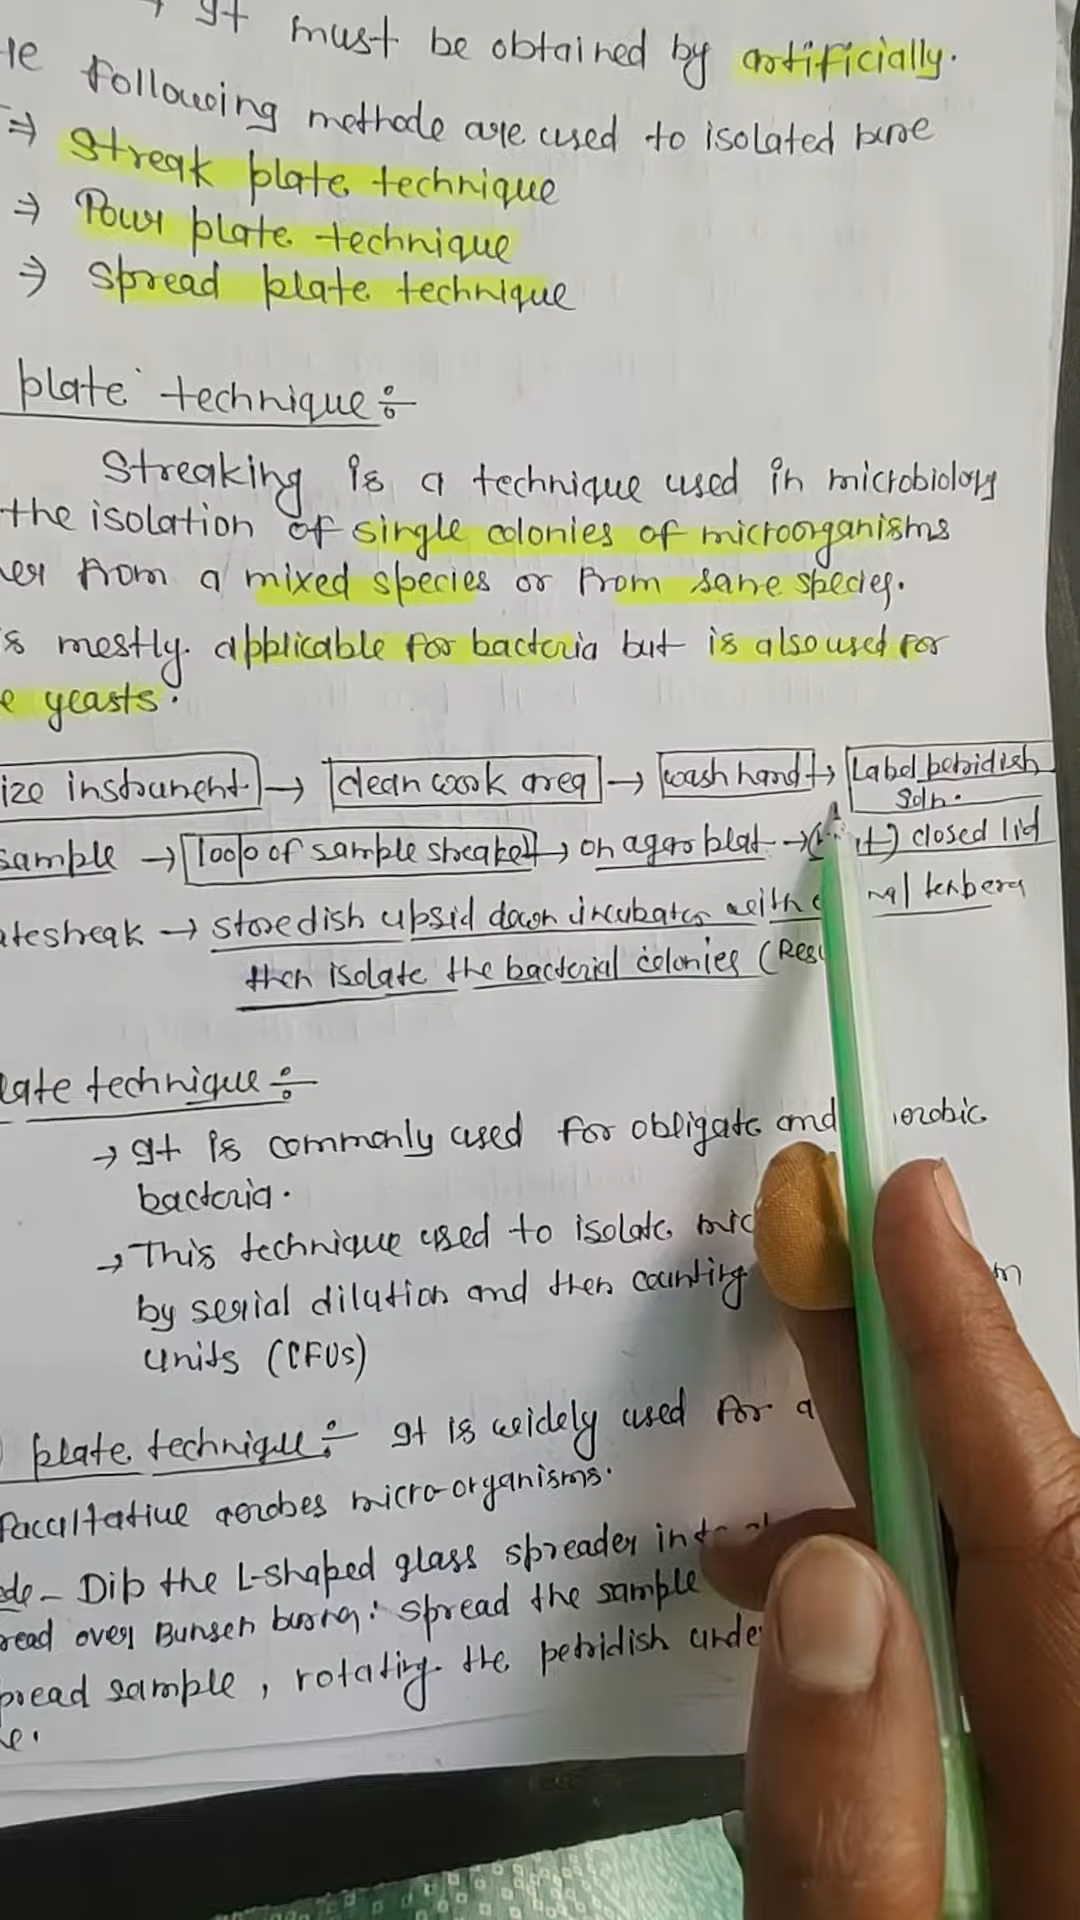 It must be obtained by artificially.
following methode are used to isolated pure
⇒ Streak plate technique
⇒ Pour plate technique
⇒ Spread plate technique
plate technique ÷
Streaking is a technique used in microbiology
the isolation of single colonies of microorganisms
from a mixed species or from same species.
mostly applicable for bacteria but is also used for
yeasts.
ize instrument → clean work area → wash hand → Label petridish
soln.
sample → loop of sample streaked → on agar plat → closed lid
streak → store dish upsid down incubator with
then isolate the bacterial colonies
late technique ÷
→ It is commonly used for obligate and
bacteria.
→ This technique used to isolate
by serial dilution and then counting
units (CFUs)
plate technique ÷ It is widely used for a
facultative aerobes micro-organisms.
- Dip the L-shaped glass spreader into
over Bunsen burner: spread the sample
sample, rotating the petridish unde